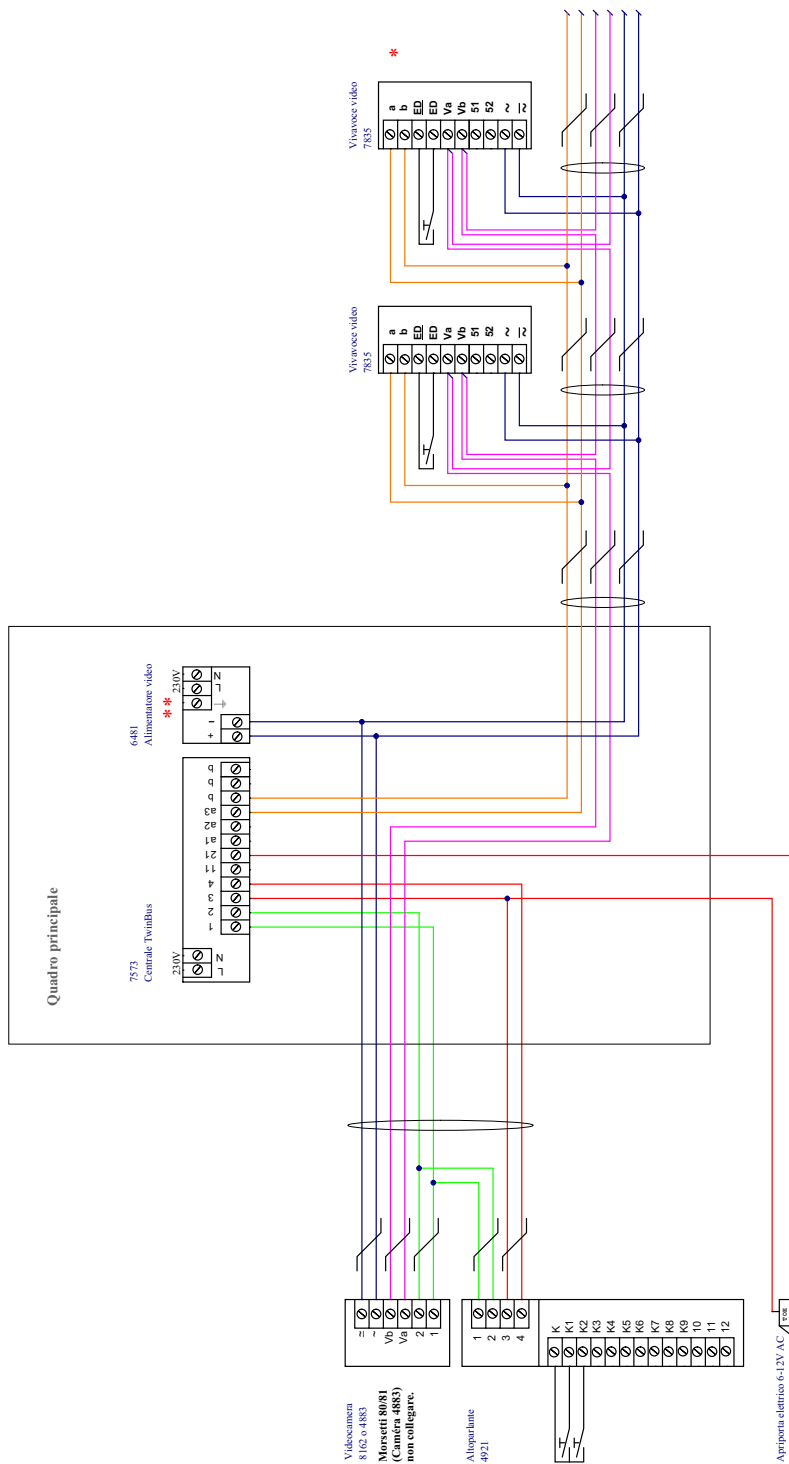 *
Vivavoce video
7835
a
b
ED
ED
Va
Vb
51
52
~
|~
Vivavoce video
7835
a
b
ED
ED
Va
Vb
51
52
~
|~
Quadro principale
6481
Alimentatore video
**
230V
N
L
-
+
7573
Centrale TwinBus
230V
N
L
b
b
b
a3
a2
a1
21
11
4
3
2
1
Videocamera
8162 o 4883
Morsetti 80/81
(Caméra 4883)
non collegare.
~
Vb
Va
2
1
Altoparlante
4921
1
2
3
4
K
K1
K2
K3
K4
K5
K6
K7
K8
K9
10
11
12
Apriporta elettrico 6-12V AC